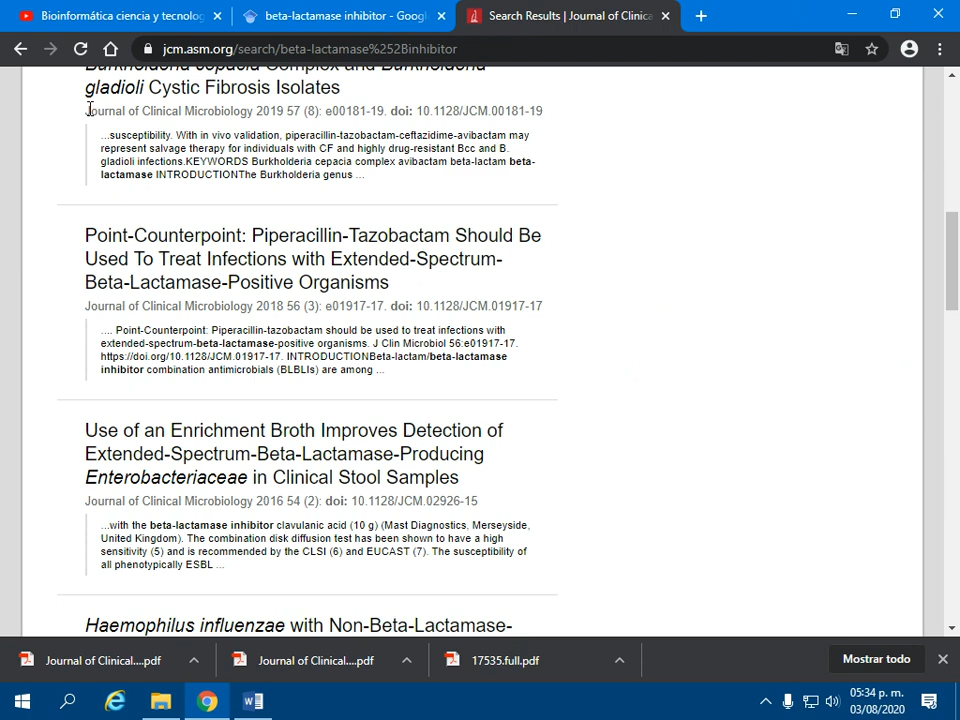 Bioinformática ciencia y tecnolog
beta-lactamase inhibitor - Googl
Search Results | Journal of Clinica
jcm.asm.org/search/beta-lactamase%252Binhibitor
Burkholderia cepacia Complex and Burkholderia
gladioli Cystic Fibrosis Isolates
Journal of Clinical Microbiology 2019 57 (8): e00181-19. doi: 10.1128/JCM.00181-19
...susceptibility. With in vivo validation, piperacillin-tazobactam-ceftazidime-avibactam may
represent salvage therapy for individuals with CF and highly drug-resistant Bcc and B.
gladioli infections.KEYWORDS Burkholderia cepacia complex avibactam beta-lactam beta-
lactamase INTRODUCTIONThe Burkholderia genus ...
Point-Counterpoint: Piperacillin-Tazobactam Should Be
Used To Treat Infections with Extended-Spectrum-
Beta-Lactamase-Positive Organisms
Journal of Clinical Microbiology 2018 56 (3): e01917-17. doi: 10.1128/JCM.01917-17
.... Point-Counterpoint: Piperacillin-tazobactam should be used to treat infections with
extended-spectrum-beta-lactamase-positive organisms. J Clin Microbiol 56:e01917-17.
https://doi.org/10.1128/JCM.01917-17. INTRODUCTIONBeta-lactam/beta-lactamase
inhibitor combination antimicrobials (BLBLIs) are among ...
Use of an Enrichment Broth Improves Detection of
Extended-Spectrum-Beta-Lactamase-Producing
Enterobacteriaceae in Clinical Stool Samples
Journal of Clinical Microbiology 2016 54 (2): doi: 10.1128/JCM.02926-15
...with the beta-lactamase inhibitor clavulanic acid (10 g) (Mast Diagnostics, Merseyside,
United Kingdom). The combination disk diffusion test has been shown to have a high
sensitivity (5) and is recommended by the CLSI (6) and EUCAST (7). The susceptibility of
all phenotypically ESBL ...
Haemophilus influenzae with Non-Beta-Lactamase-
Journal of Clinical....pdf
Journal of Clinical....pdf
17535.full.pdf
Mostrar todo
05:34 p. m.
03/08/2020